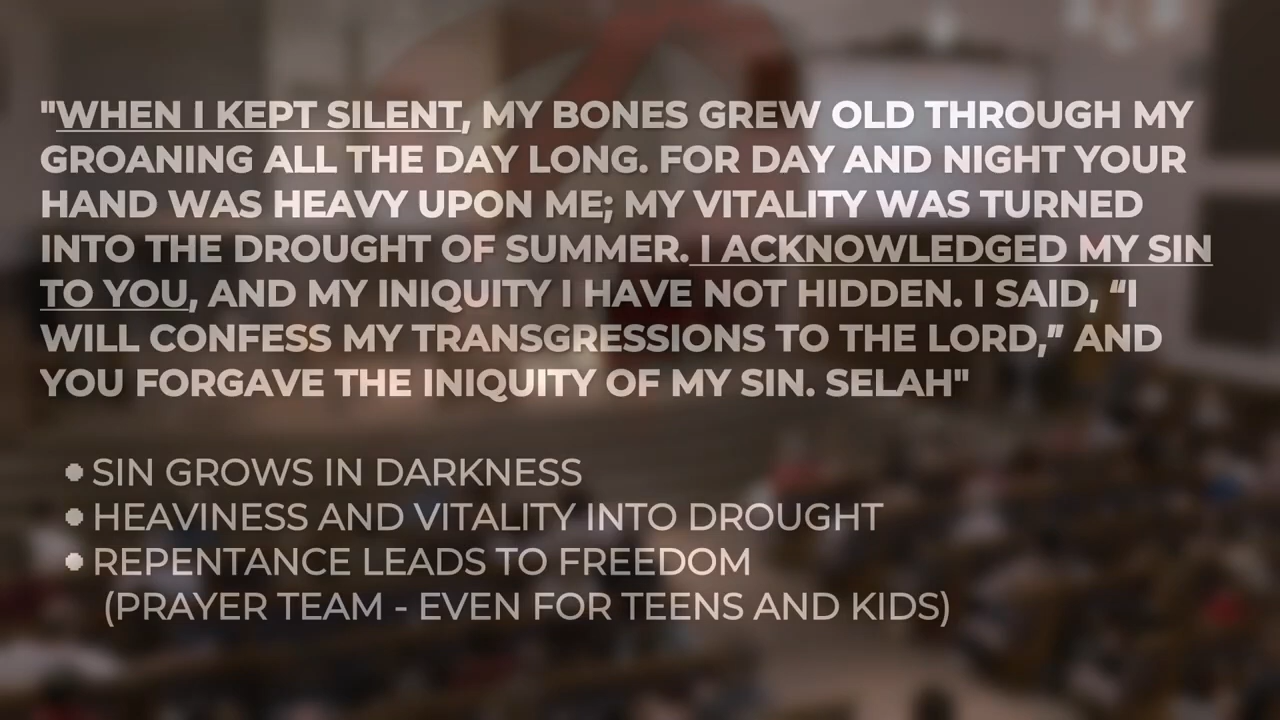 "WHEN I KEPT SILENT, MY BONES GREW OLD THROUGH MY
GROANING ALL THE DAY LONG. FOR DAY AND NIGHT YOUR
HAND WAS HEAVY UPON ME; MY VITALITY WAS TURNED
INTO THE DROUGHT OF SUMMER. I ACKNOWLEDGED MY SIN
TO YOU, AND MY INIQUITY I HAVE NOT HIDDEN. I SAID, “I
WILL CONFESS MY TRANSGRESSIONS TO THE LORD,” AND
YOU FORGAVE THE INIQUITY OF MY SIN. SELAH"
• SIN GROWS IN DARKNESS
• HEAVINESS AND VITALITY INTO DROUGHT
• REPENTANCE LEADS TO FREEDOM
(PRAYER TEAM - EVEN FOR TEENS AND KIDS)